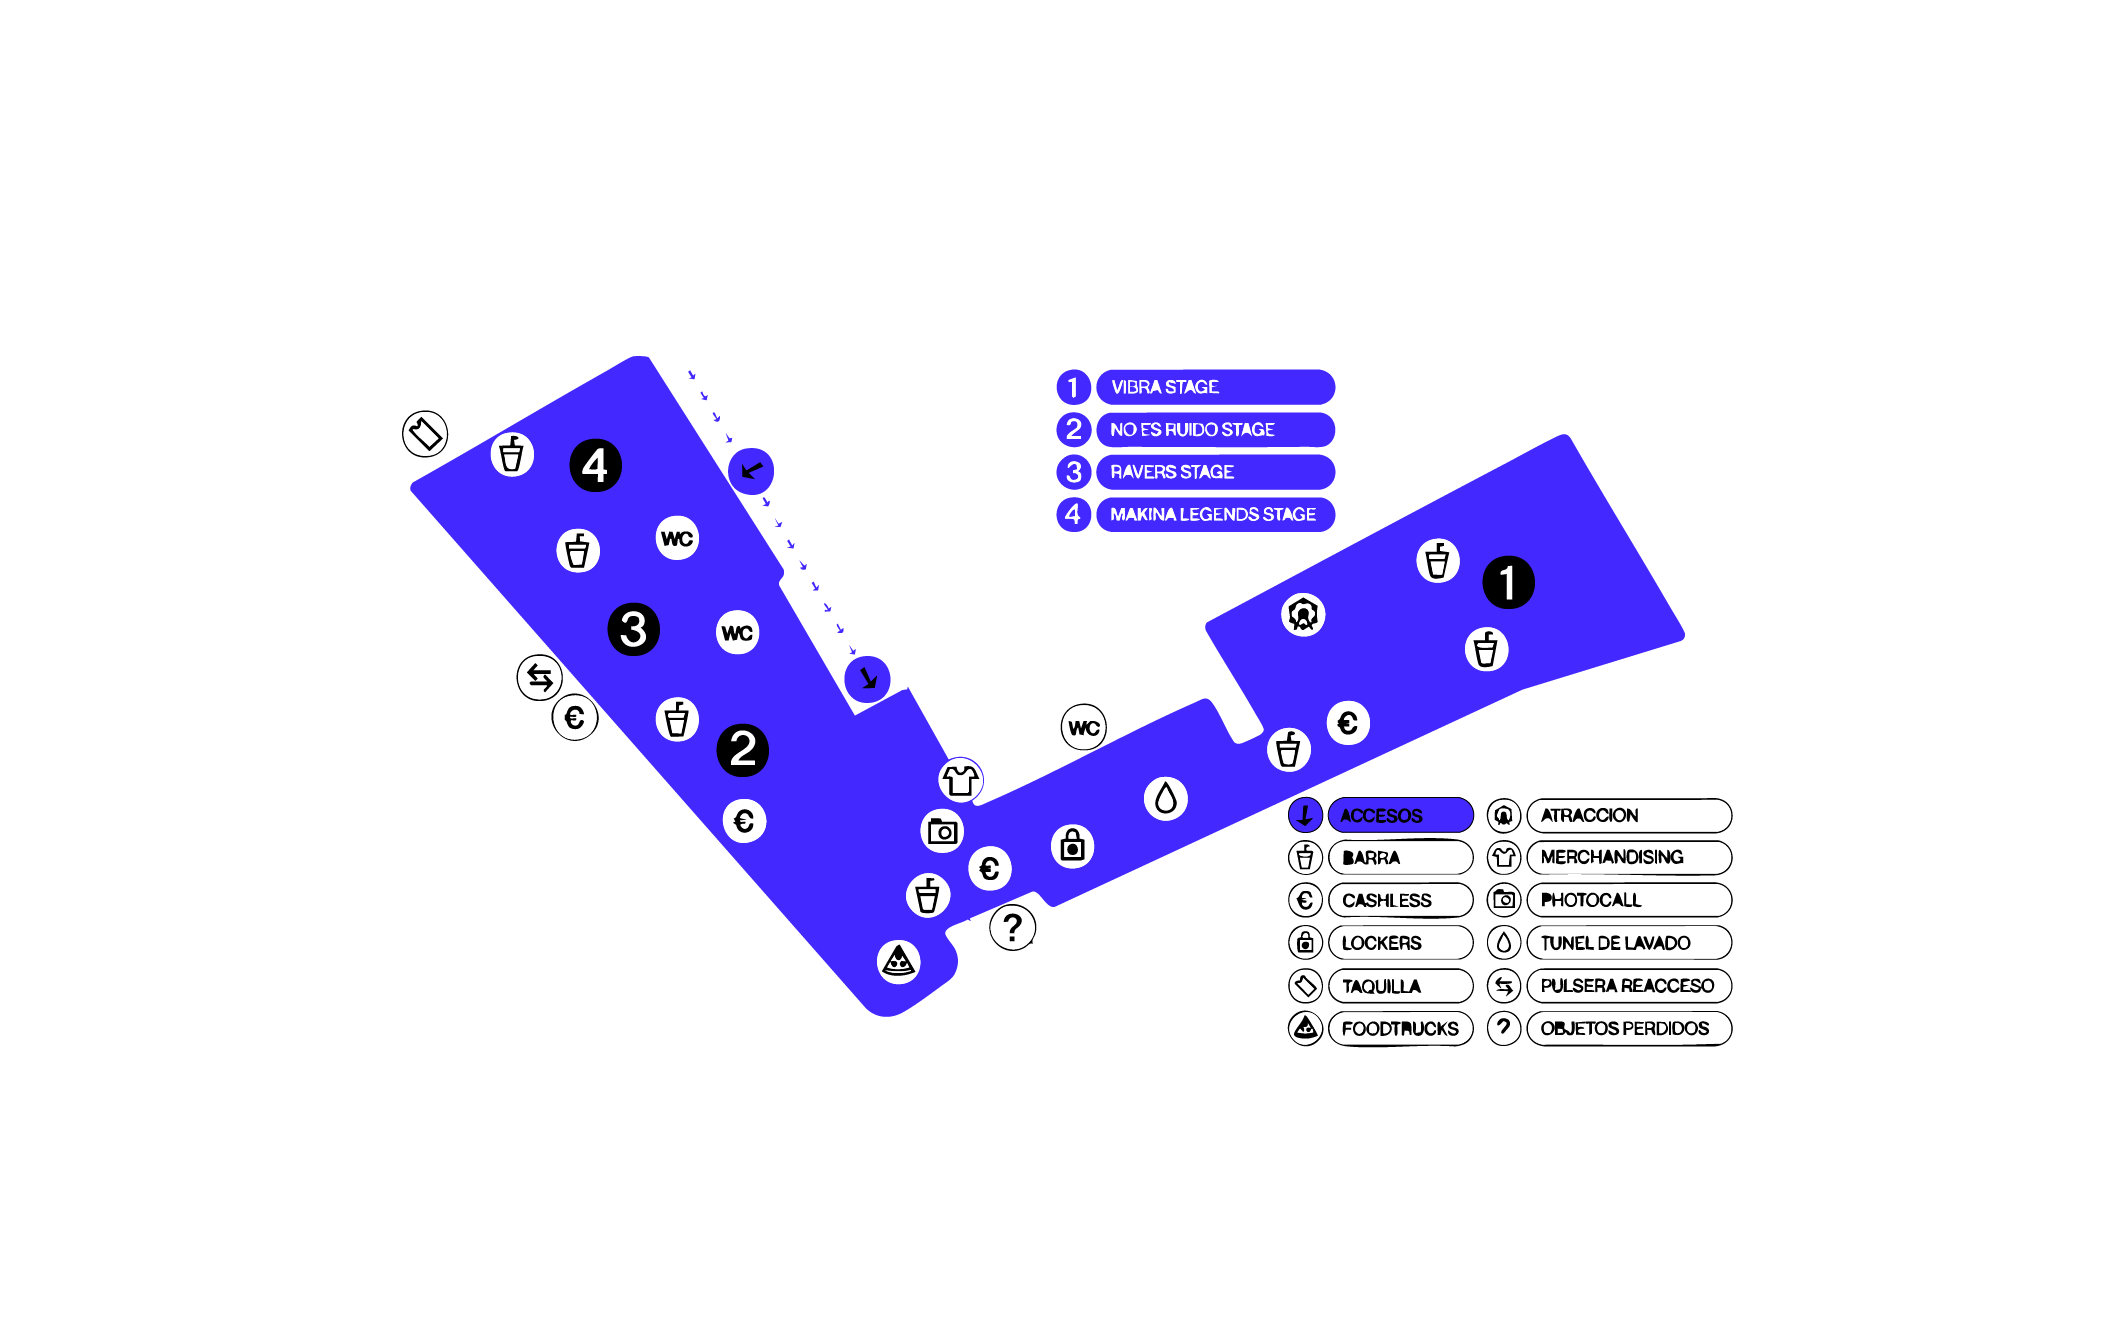 4
WC
3
WC
€
2
€
WC
€
?
1
€
1 VIBRA STAGE
2 NO ES RUIDO STAGE
3 RAVERS STAGE
4 MAKINA LEGENDS STAGE
ACCESOS
BARRA
€ CASHLESS
LOCKERS
TAQUILLA
FOODTRUCKS
ATRACCION
MERCHANDISING
PHOTOCALL
TUNEL DE LAVADO
PULSERA REACCESO
? OBJETOS PERDIDOS